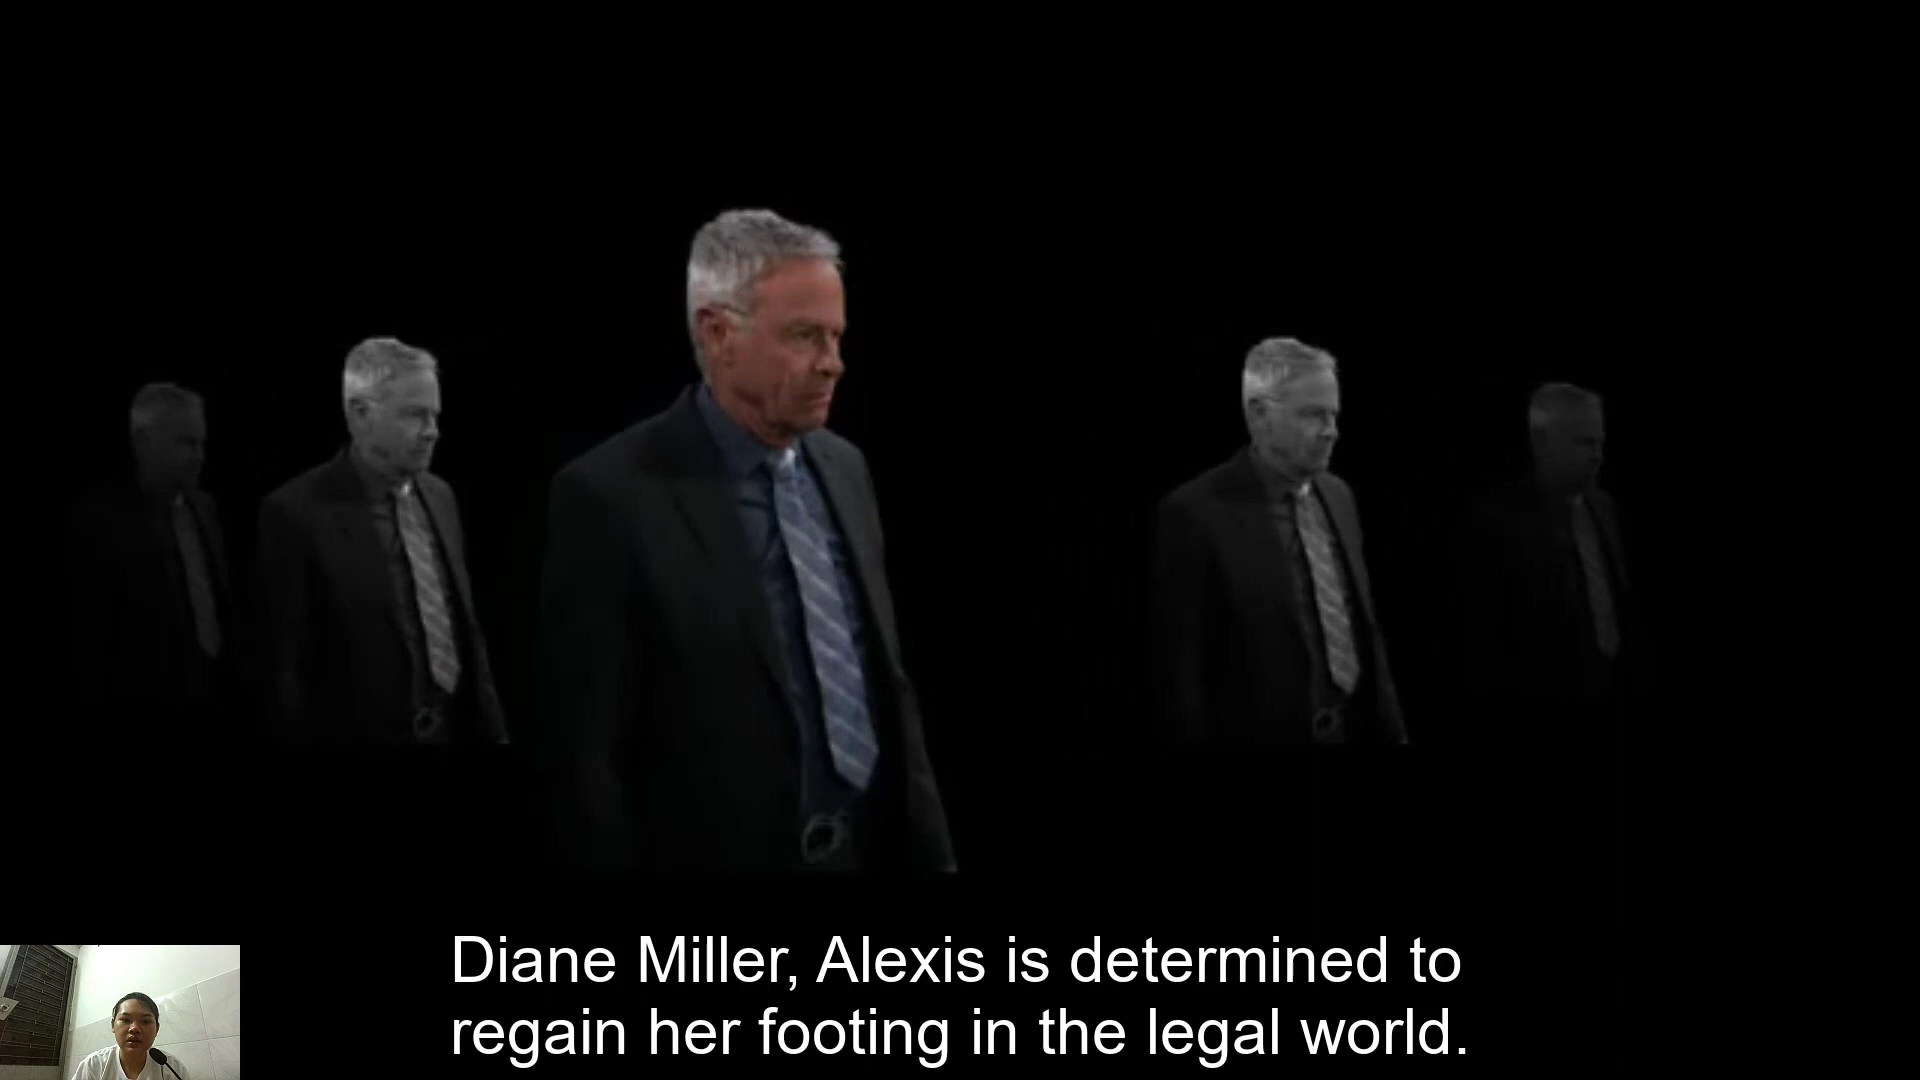 Diane Miller, Alexis is determined to
regain her footing in the legal world.